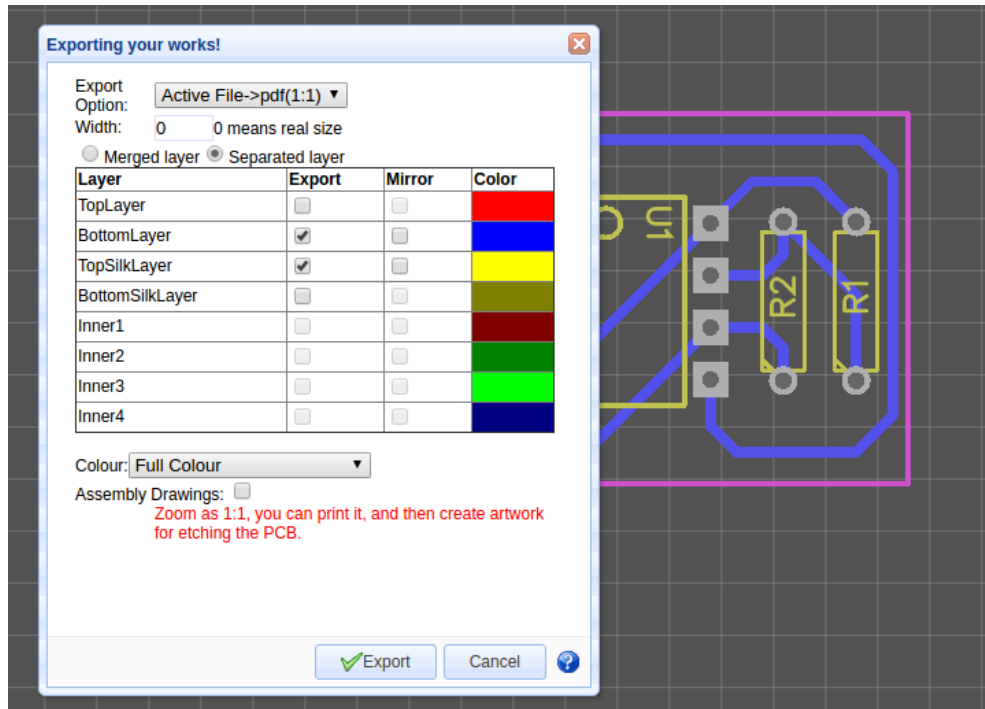 Exporting your works!
Export
Option: Active File->pdf(1:1)
Width: 0 0 means real size
Merged layer Separated layer
Layer Export Mirror Color
TopLayer
BottomLayer
TopSilkLayer
BottomSilkLayer
Inner1
Inner2
Inner3
Inner4
Colour: Full Colour
Assembly Drawings:
Zoom as 1:1, you can print it, and then create artwork
for etching the PCB.
Export Cancel ?
U1
R2
R1